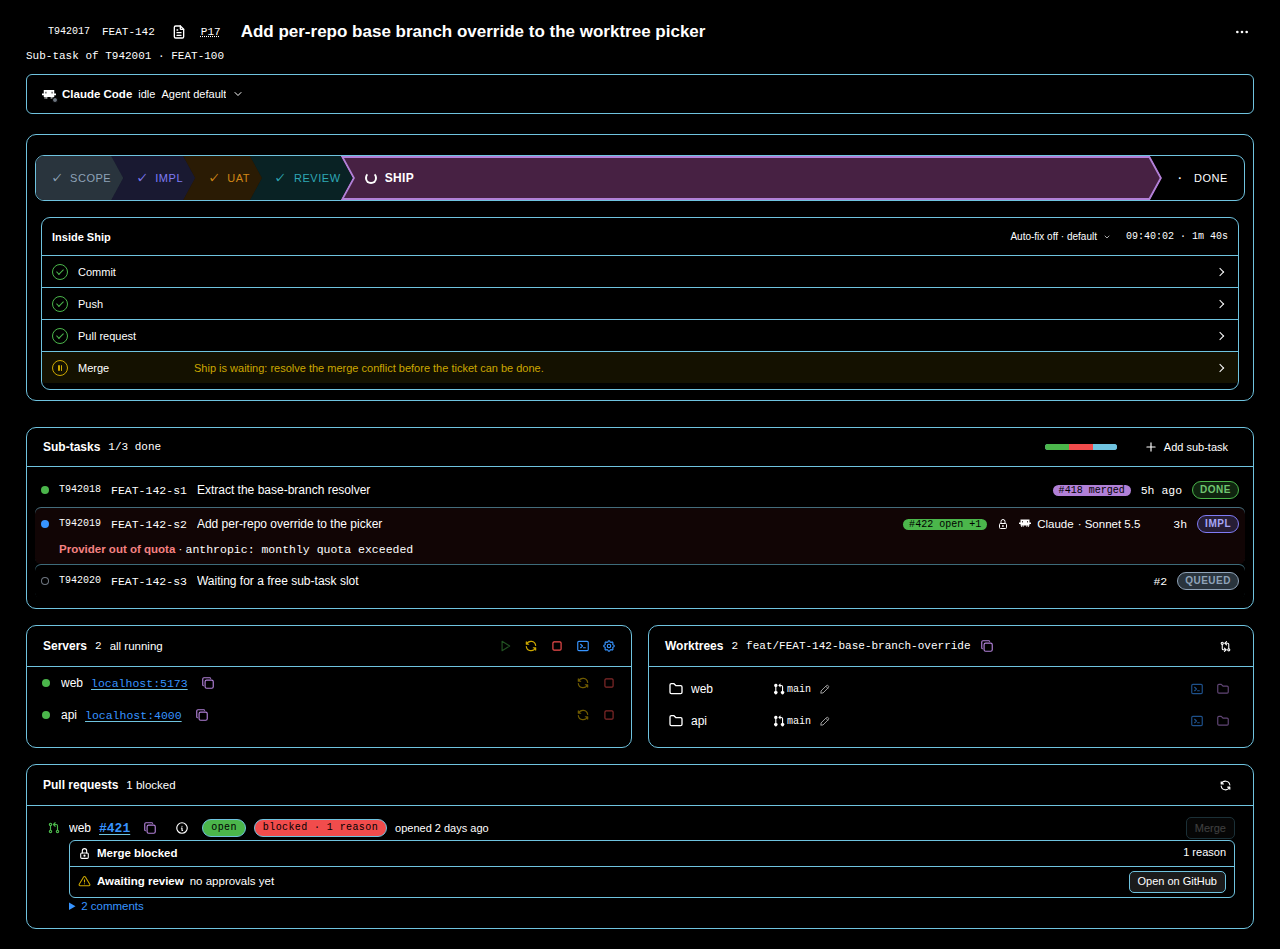 T942017 FEAT-142 P17 Add per-repo base branch override to the worktree picker
Sub-task of T942001 · FEAT-100
Claude Code idle Agent default
SCOPE IMPL UAT REVIEW SHIP · DONE
Inside Ship Auto-fix off · default 09:40:02 · 1m 40s
Commit
Push
Pull request
Merge Ship is waiting: resolve the merge conflict before the ticket can be done.
Sub-tasks 1/3 done Add sub-task
T942018 FEAT-142-s1 Extract the base-branch resolver #418 merged 5h ago DONE
T942019 FEAT-142-s2 Add per-repo override to the picker #422 open +1 Claude · Sonnet 5.5 3h IMPL
Provider out of quota · anthropic: monthly quota exceeded
T942020 FEAT-142-s3 Waiting for a free sub-task slot #2 QUEUED
Servers 2 all running
web localhost:5173
api localhost:4000
Worktrees 2 feat/FEAT-142-base-branch-override
web main
api main
Pull requests 1 blocked
web #421 open blocked · 1 reason opened 2 days ago Merge
Merge blocked 1 reason
Awaiting review no approvals yet Open on GitHub
2 comments